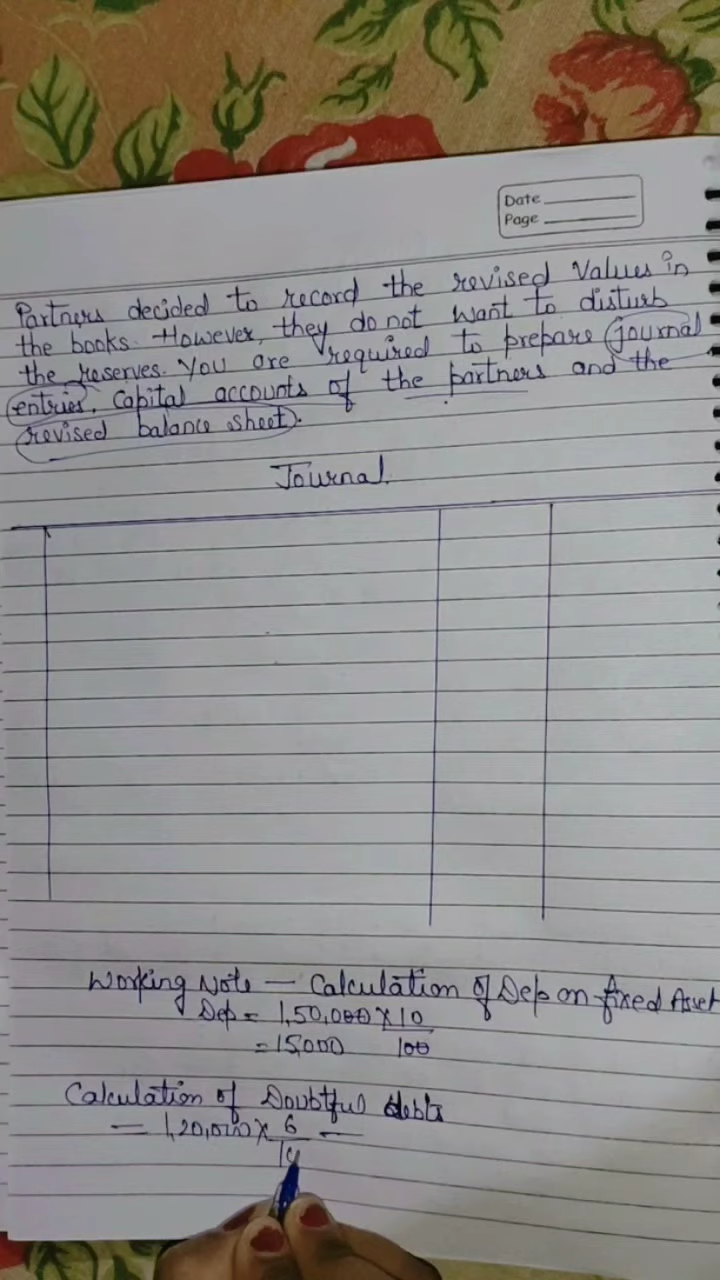 Date
Page
Partners decided to record the revised values in
the books. However, they do not want to disturb
the reserves. You are required to prepare journal
entries, Capital accounts of the partners and the
revised balance sheet.
Journal.
Working Note — Calculation of Dep on fixed Asset
Dep = 1,50,000 × 10
= 15,000 100
Calculation of Doubtful debts
= 1,20,000 × 6 =